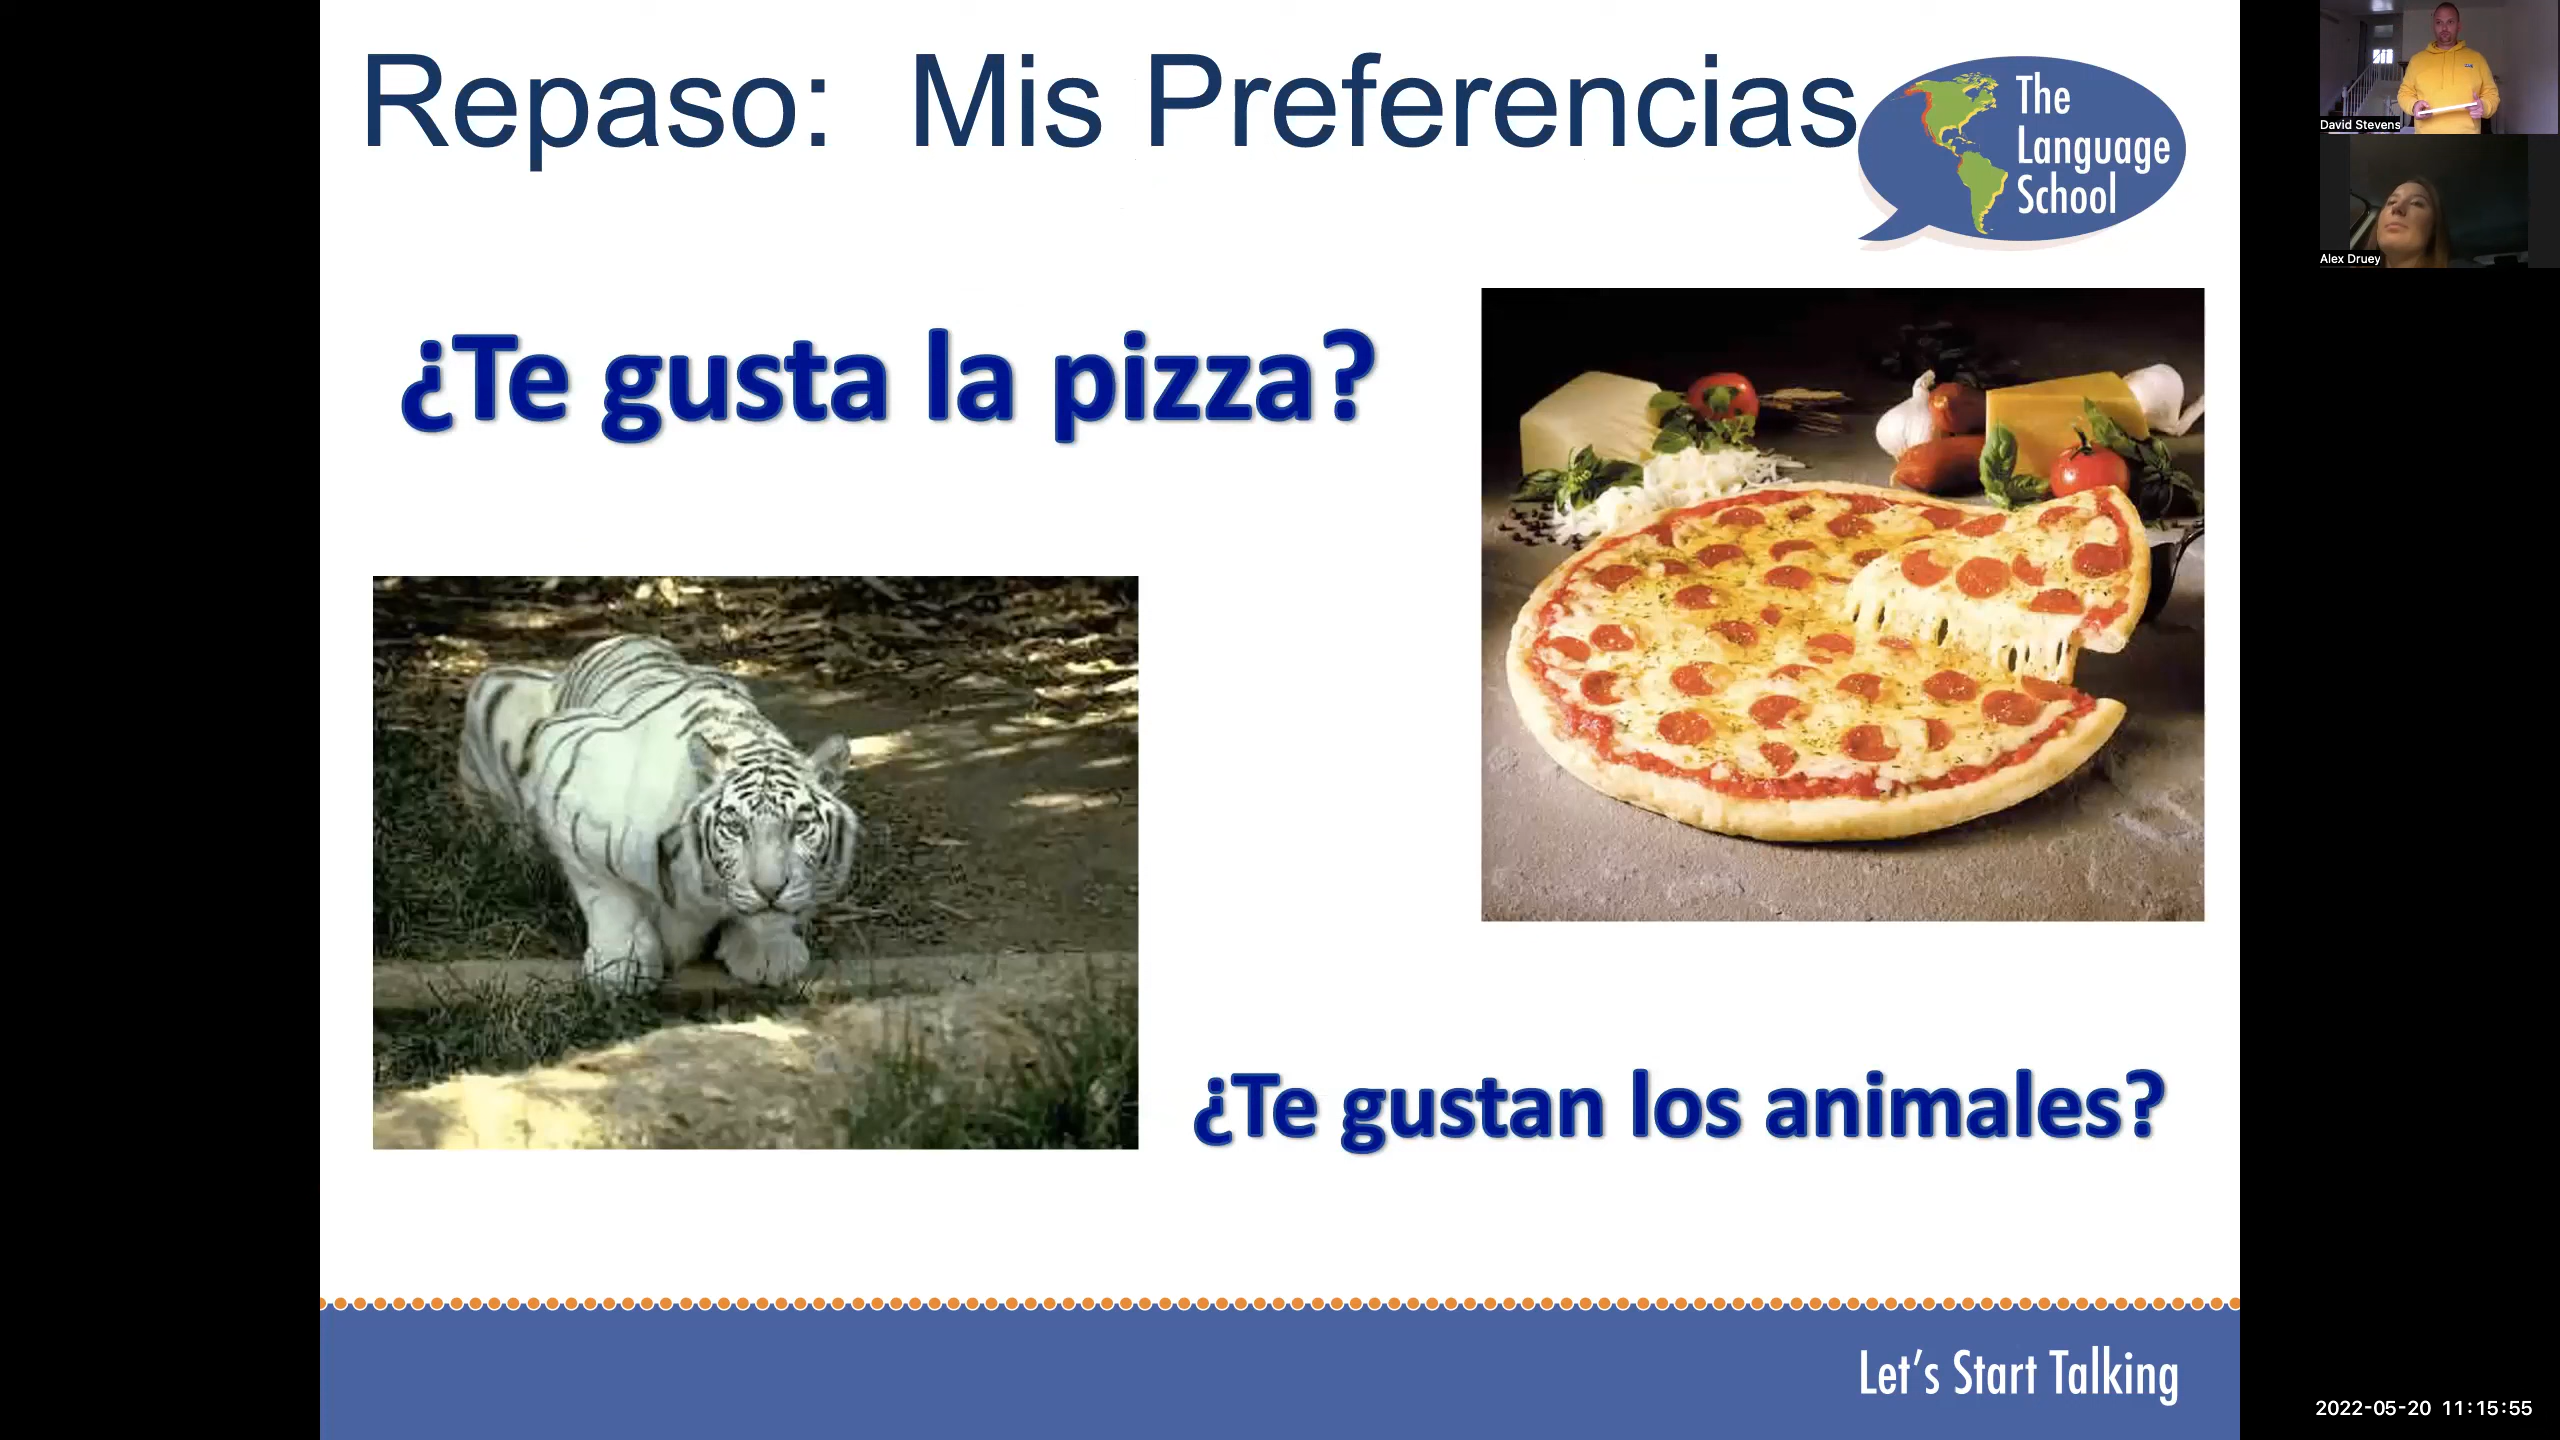 Repaso: Mis Preferencias
The
Language
School
David Stevens
Alex Druey
¿Te gusta la pizza?
¿Te gustan los animales?
Let's Start Talking
2022-05-20 11:15:55